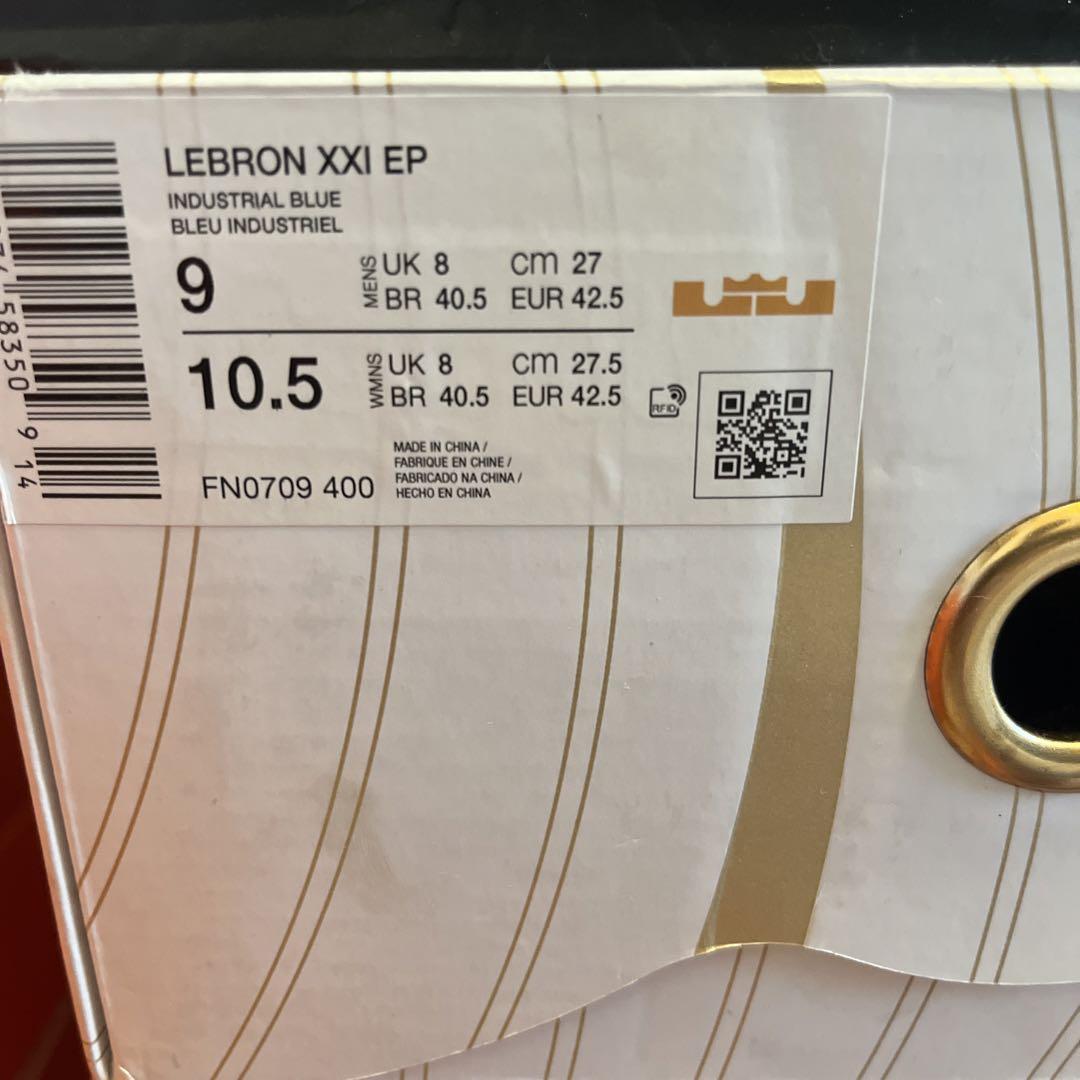 LEBRON XXI EP
INDUSTRIAL BLUE
BLEU INDUSTRIEL
9 MENS UK 8 CM 27
BR 40.5 EUR 42.5
10.5 WMNS UK 8 CM 27.5
BR 40.5 EUR 42.5
RFID
MADE IN CHINA /
FABRIQUE EN CHINE /
FABRICADO NA CHINA /
HECHO EN CHINA
FN0709 400
58350 9 14